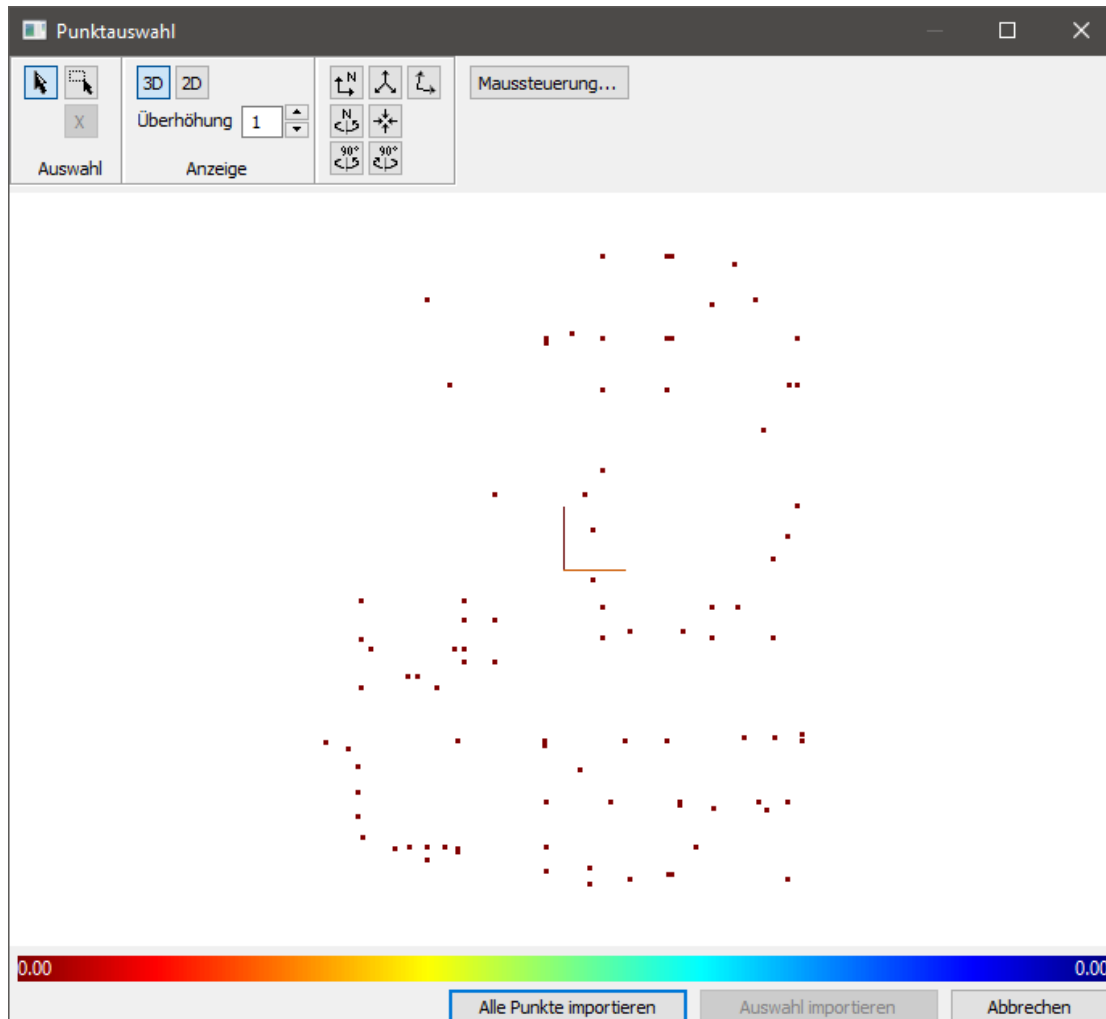 Punktauswahl
3D 2D
N
Maussteuerung...
X
Überhöhung 1
N
90° 90°
Auswahl
Anzeige
0.00 0.00
Alle Punkte importieren
Auswahl importieren
Abbrechen